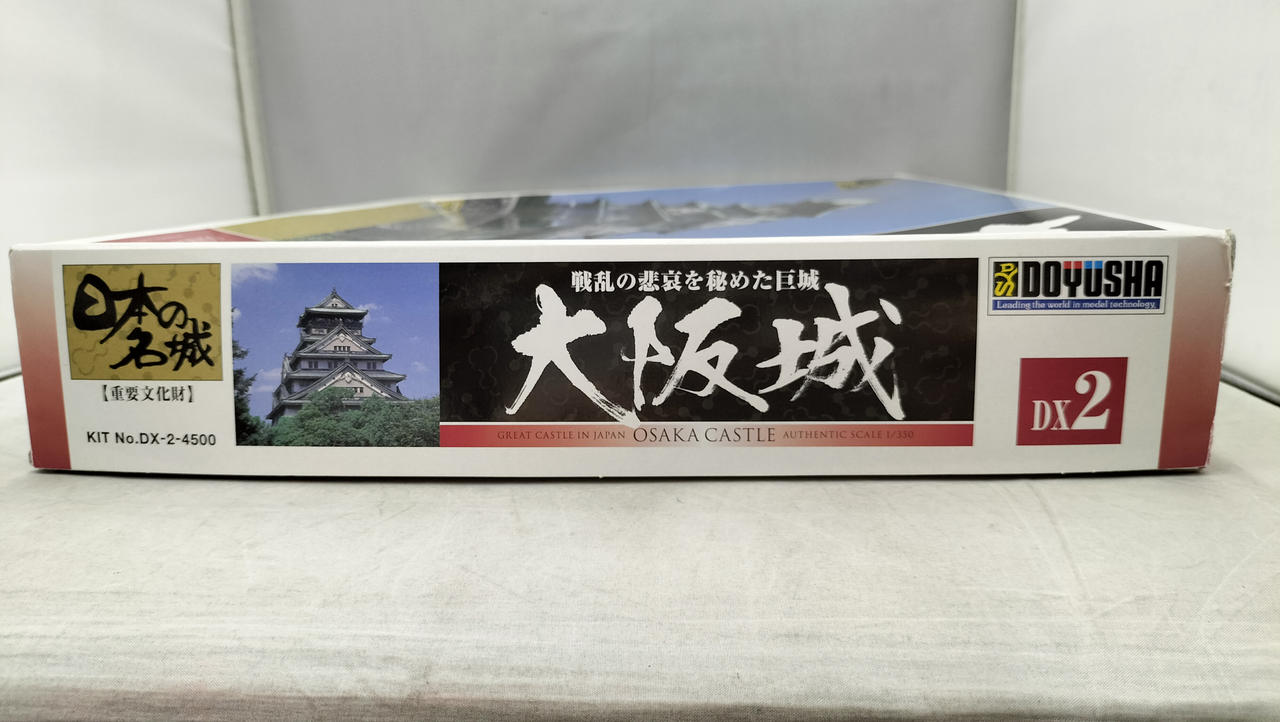 日本の
名城
【重要文化財】
KIT No.DX-2-4500
戦乱の悲哀を秘めた巨城
大阪城
GREAT CASTLE IN JAPAN OSAKA CASTLE AUTHENTIC SCALE 1/350
DOYUSHA
Leading the world in model technology.
DX2